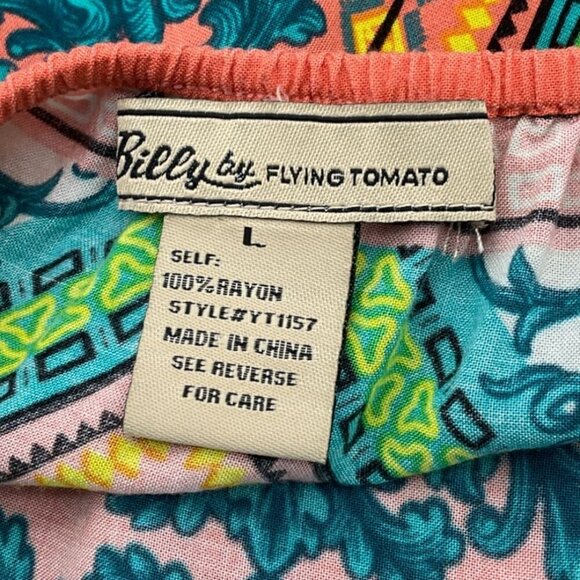 Billy by FLYING TOMATO
L
SELF:
100% RAYON
STYLE#YT1157
MADE IN CHINA
SEE REVERSE
FOR CARE